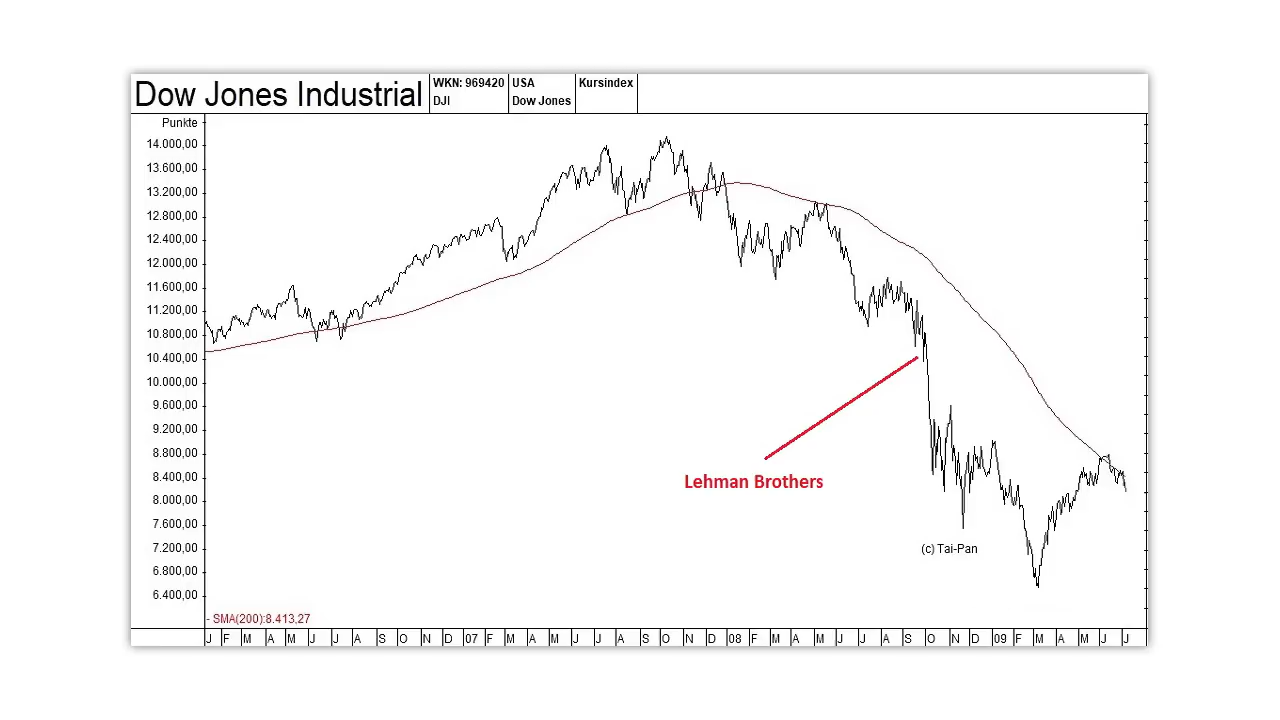 Dow Jones Industrial
WKN: 969420
DJI
USA
Dow Jones
Kursindex
Punkte
14.000,00
13.600,00
13.200,00
12.800,00
12.400,00
12.000,00
11.600,00
11.200,00
10.800,00
10.400,00
10.000,00
9.600,00
9.200,00
8.800,00
8.400,00
8.000,00
7.600,00
7.200,00
6.800,00
6.400,00
Lehman Brothers
(c) Tai-Pan
- SMA(200):8.413,27
J F M A M J J A S O N D 07 F M A M J J A S O N D 08 F M A M J J A S O N D 09 F M A M J J